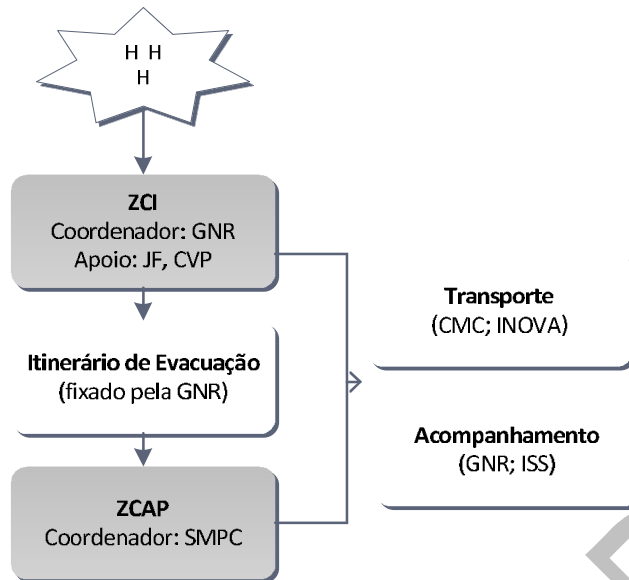 H H
H
ZCI
Coordenador: GNR
Apoio: JF, CVP
Itinerário de Evacuação
(fixado pela GNR)
ZCAP
Coordenador: SMPC
Transporte
(CMC; INOVA)
Acompanhamento
(GNR; ISS)